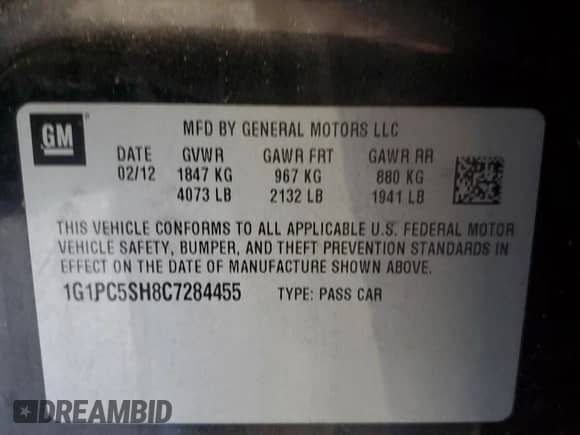 GM
MFD BY GENERAL MOTORS LLC
DATE GVWR GAWR FRT GAWR RR
02/12 1847 KG 967 KG 880 KG
4073 LB 2132 LB 1941 LB
THIS VEHICLE CONFORMS TO ALL APPLICABLE U.S. FEDERAL MOTOR
VEHICLE SAFETY, BUMPER, AND THEFT PREVENTION STANDARDS IN
EFFECT ON THE DATE OF MANUFACTURE SHOWN ABOVE.
1G1PC5SH8C7284455 TYPE: PASS CAR
DREAMBID